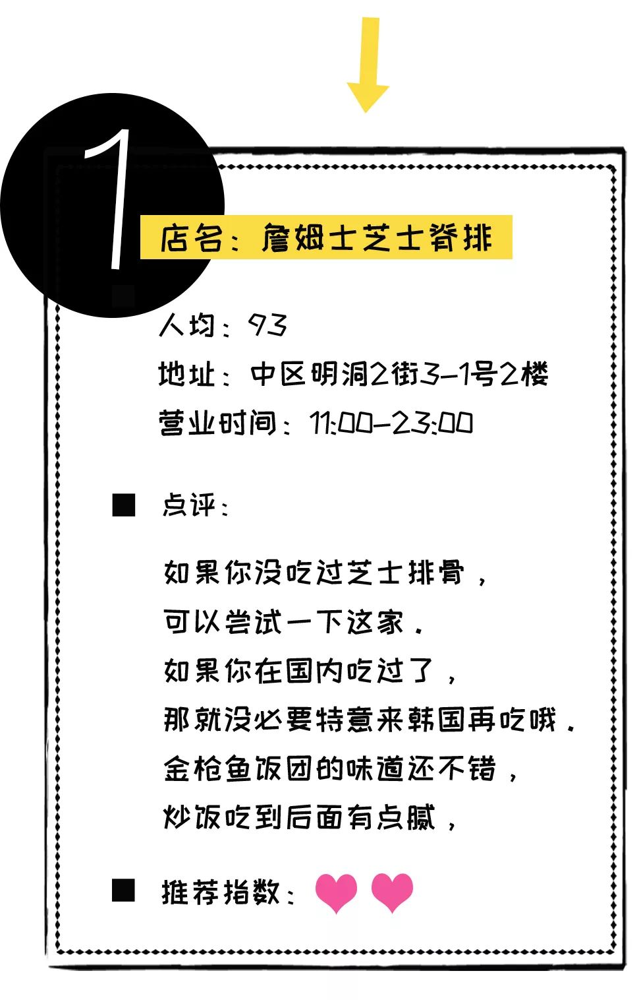 1
店名：詹姆士芝士脊排
人均：93
地址：中区明洞2街3-1号2楼
营业时间：11:00-23:00
点评：
如果你没吃过芝士排骨，
可以尝试一下这家．
如果你在国内吃过了，
那就没必要特意来韩国再吃哦．
金枪鱼饭团的味道还不错，
炒饭吃到后面有点腻，
推荐指数：